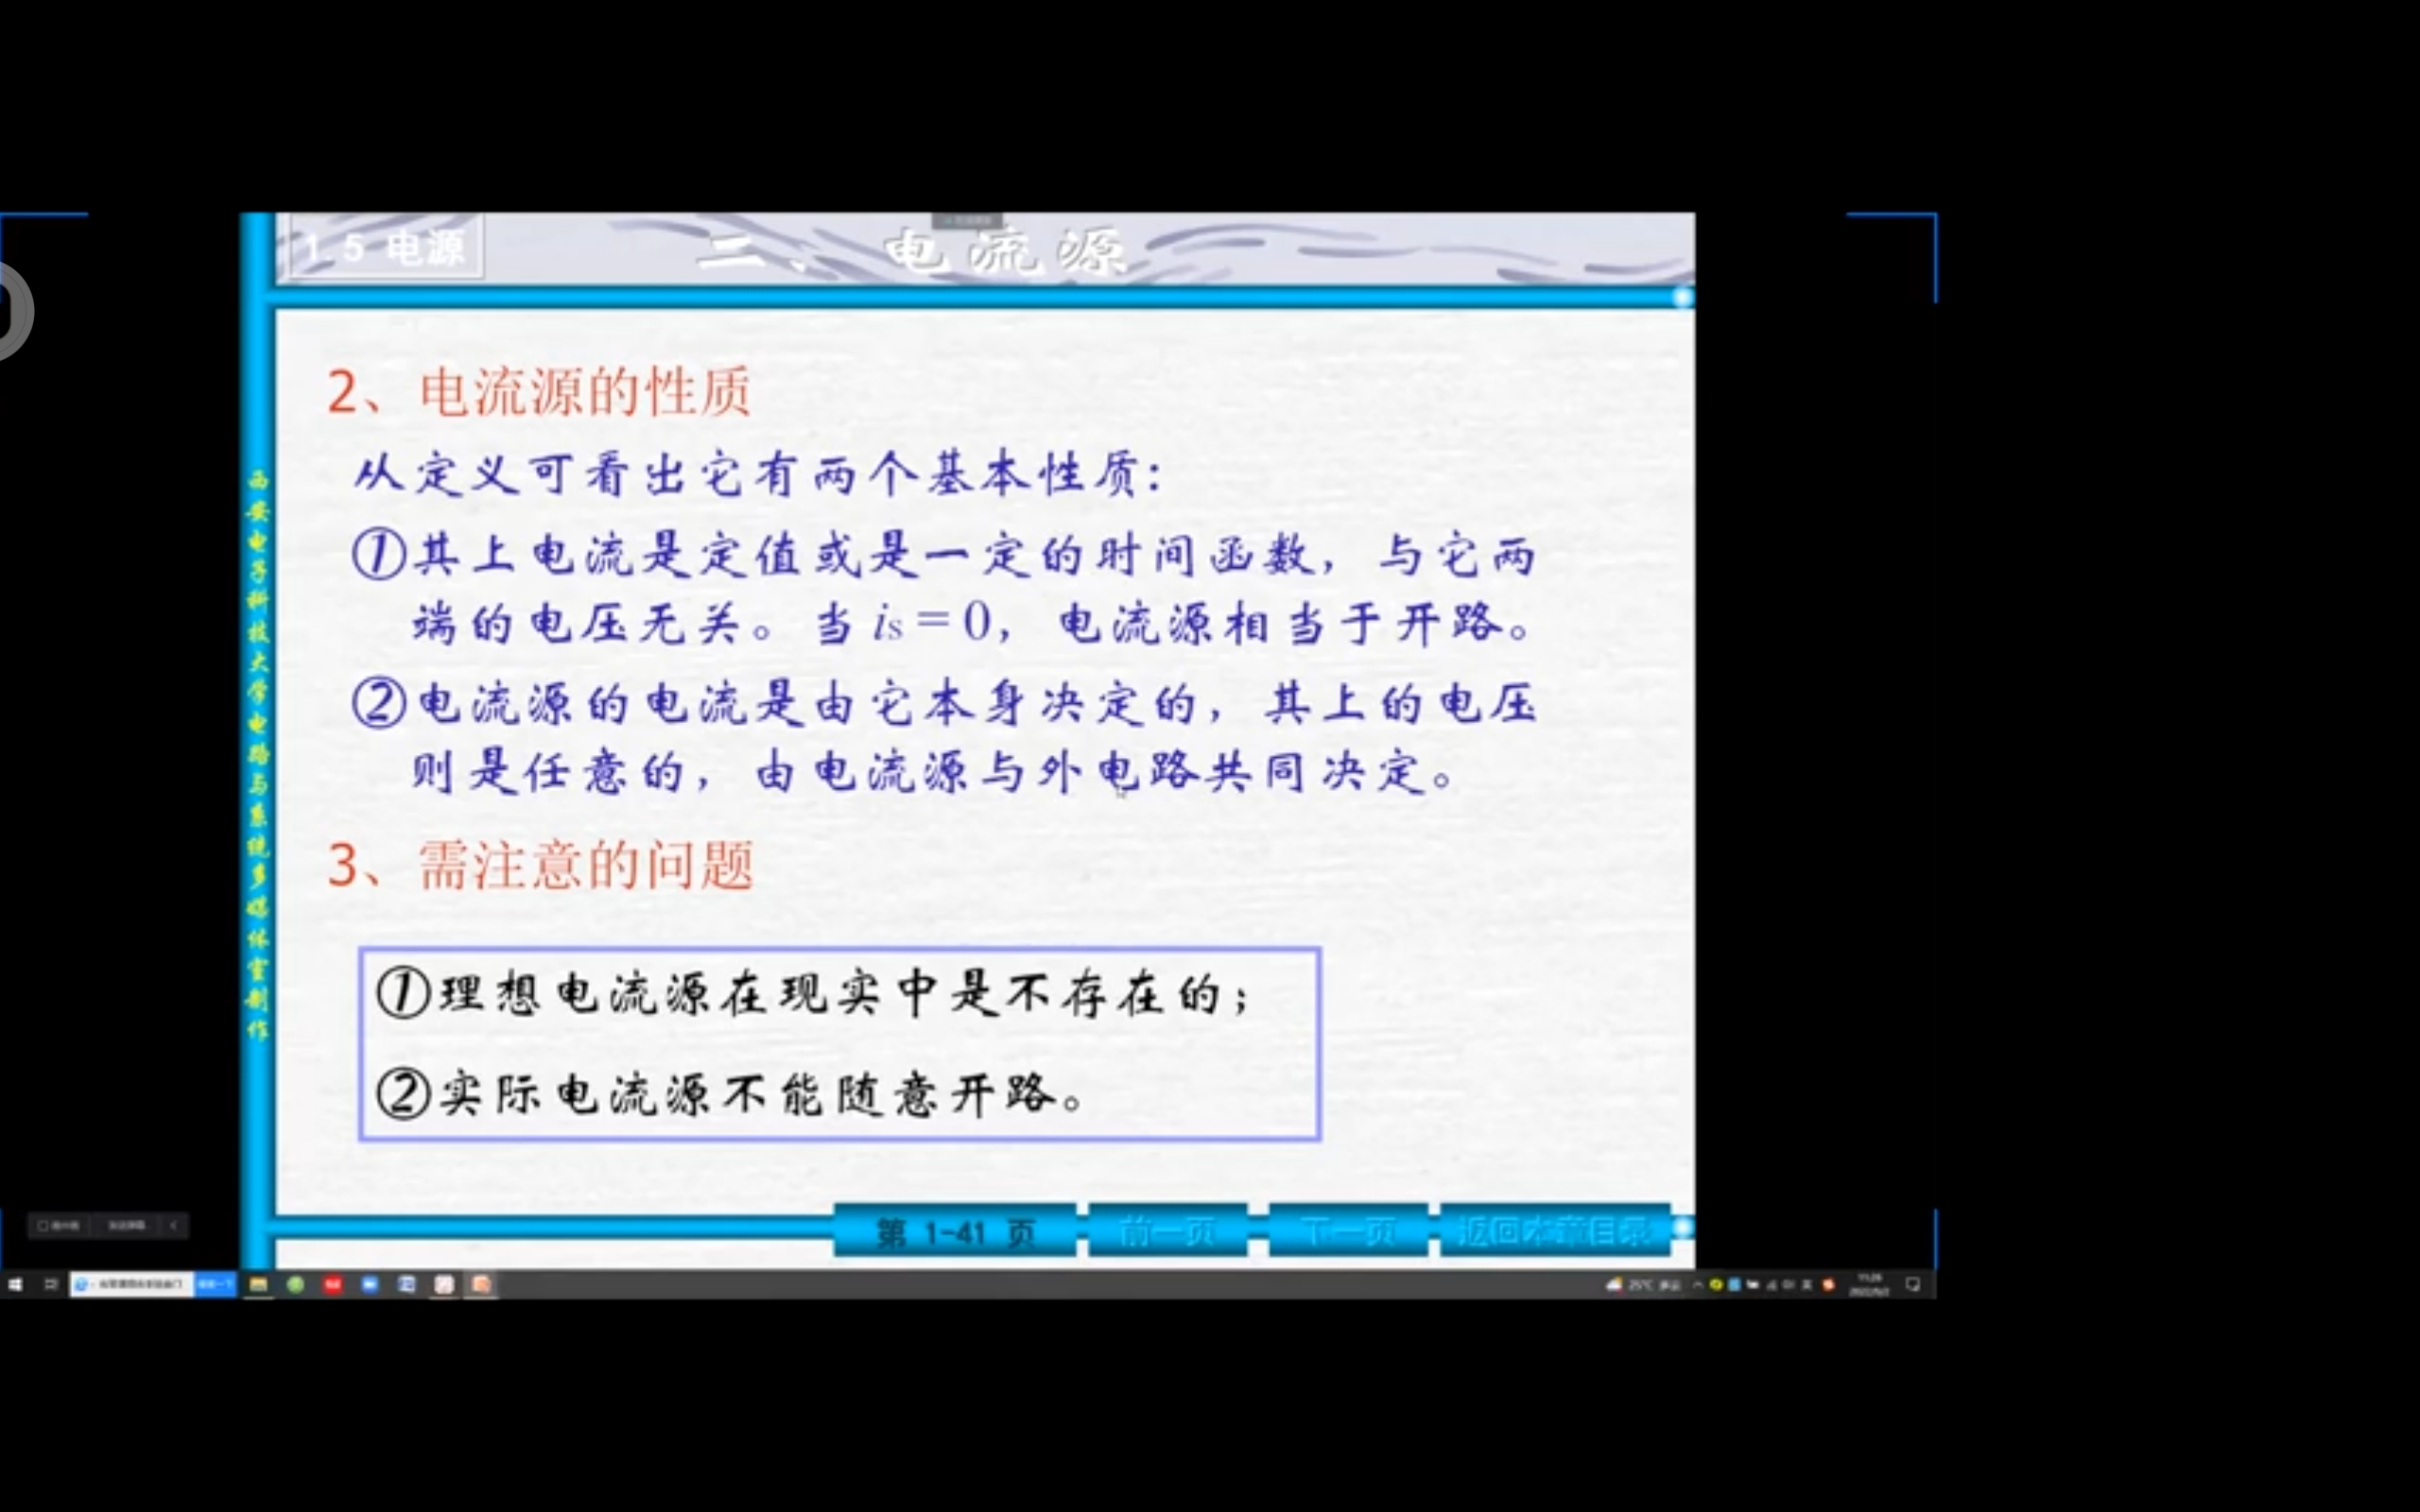 1.5 电源
二、 电流源
2、电流源的性质
从定义可看出它有两个基本性质：
①其上电流是定值或是一定的时间函数，与它两
端的电压无关。当 is = 0，电流源相当于开路。
②电流源的电流是由它本身决定的，其上的电压
则是任意的，由电流源与外电路共同决定。
3、需注意的问题
①理想电流源在现实中是不存在的；
②实际电流源不能随意开路。
西安电子科技大学电路与系统多媒体室制作
第 1-41 页
前一页
下一页
返回本章目录
25℃ 多云